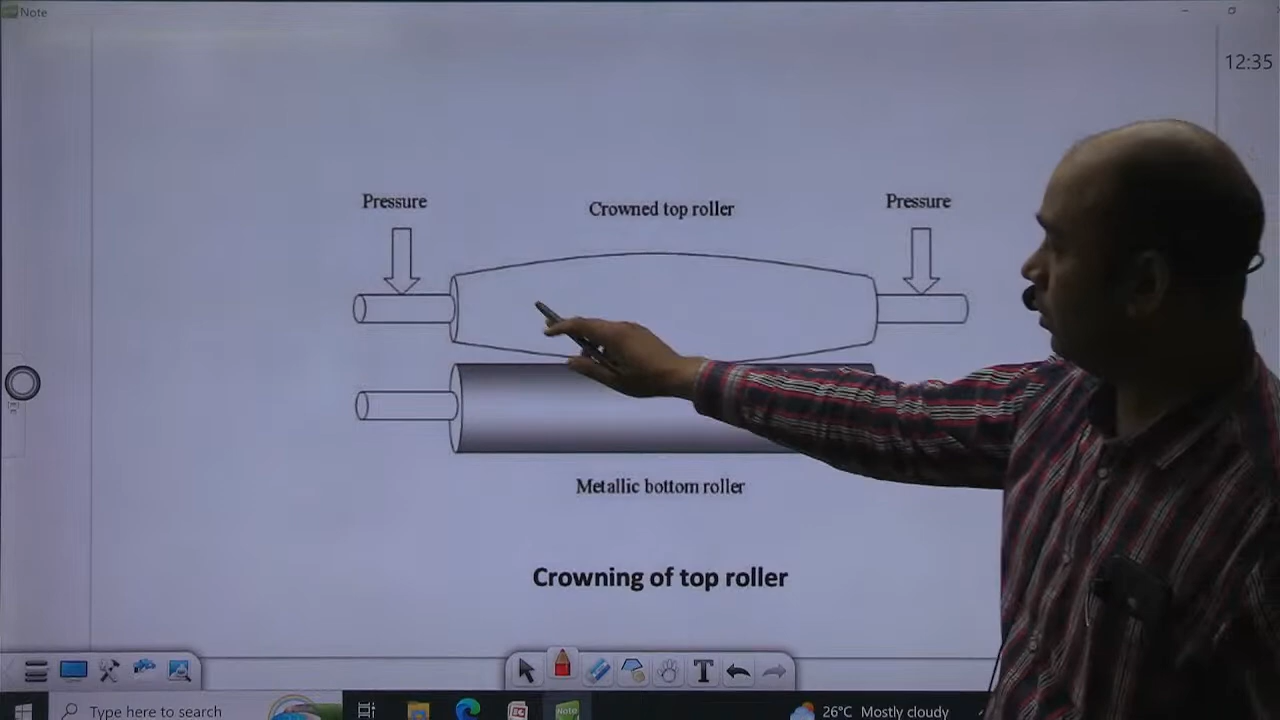 Note
12:35
Pressure
Crowned top roller
Pressure
Metallic bottom roller
Crowning of top roller
T
Type here to search
Note
26°C Mostly cloudy